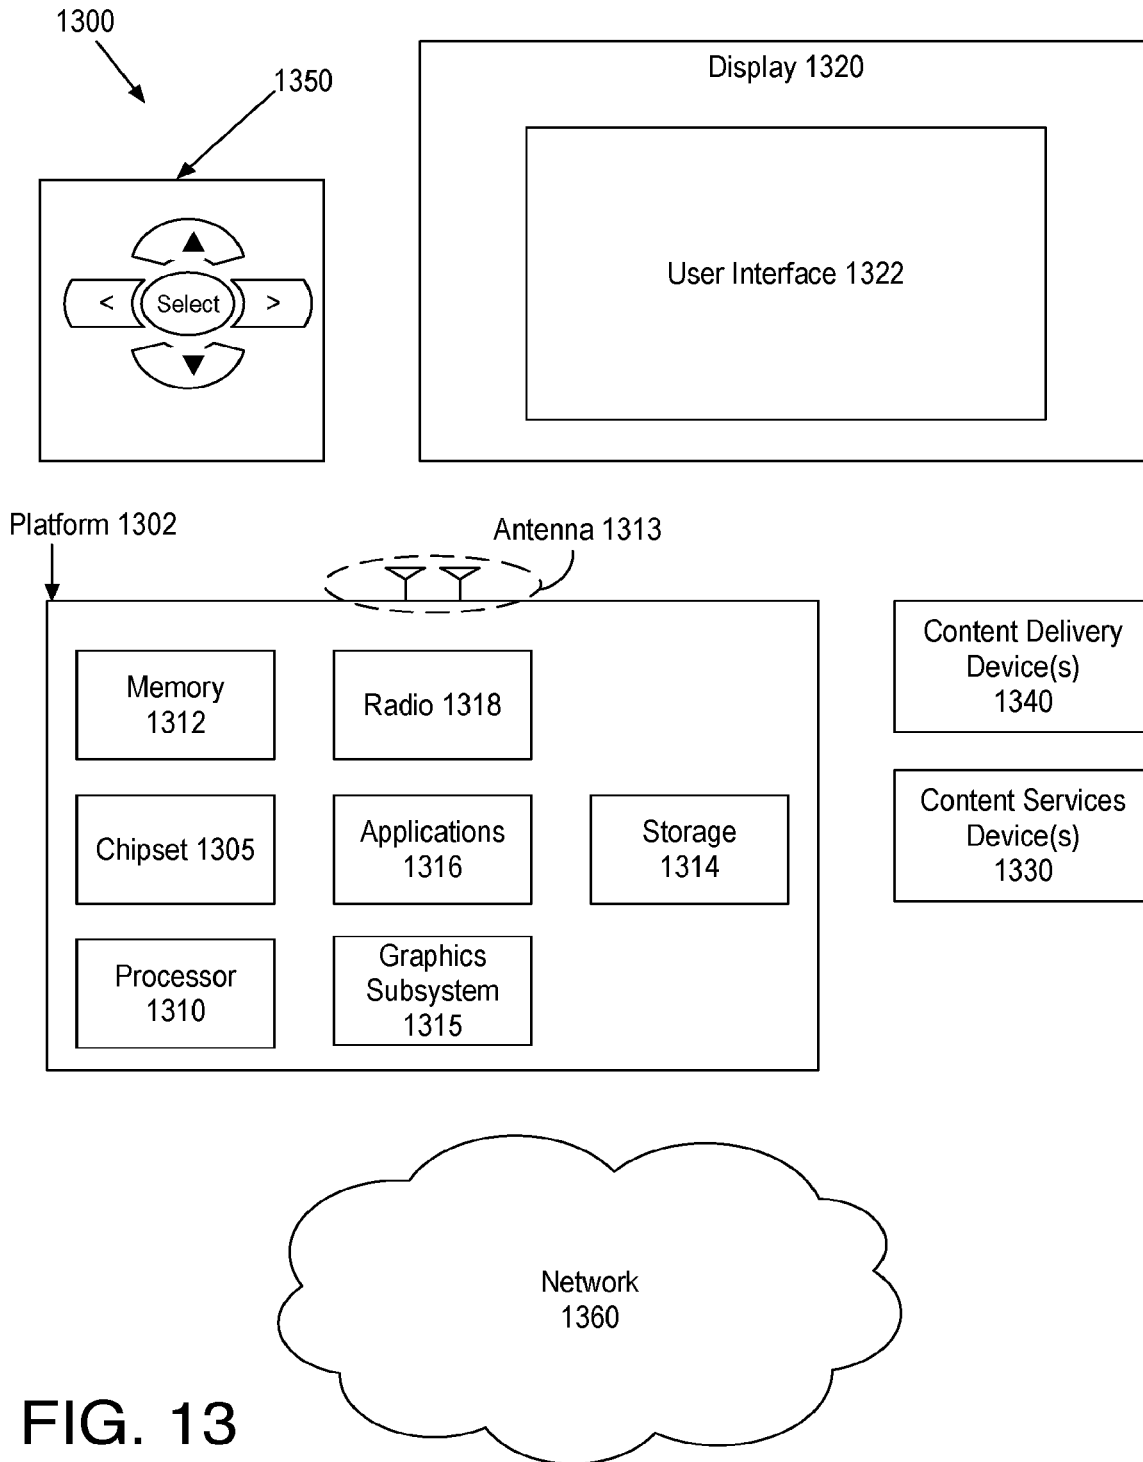 1300
1350
Display 1320
User Interface 1322
<
Select
>
Platform 1302
Antenna 1313
Memory
1312
Radio 1318
Chipset 1305
Applications
1316
Storage
1314
Processor
1310
Graphics
Subsystem
1315
Content Delivery
Device(s)
1340
Content Services
Device(s)
1330
Network
1360
FIG. 13